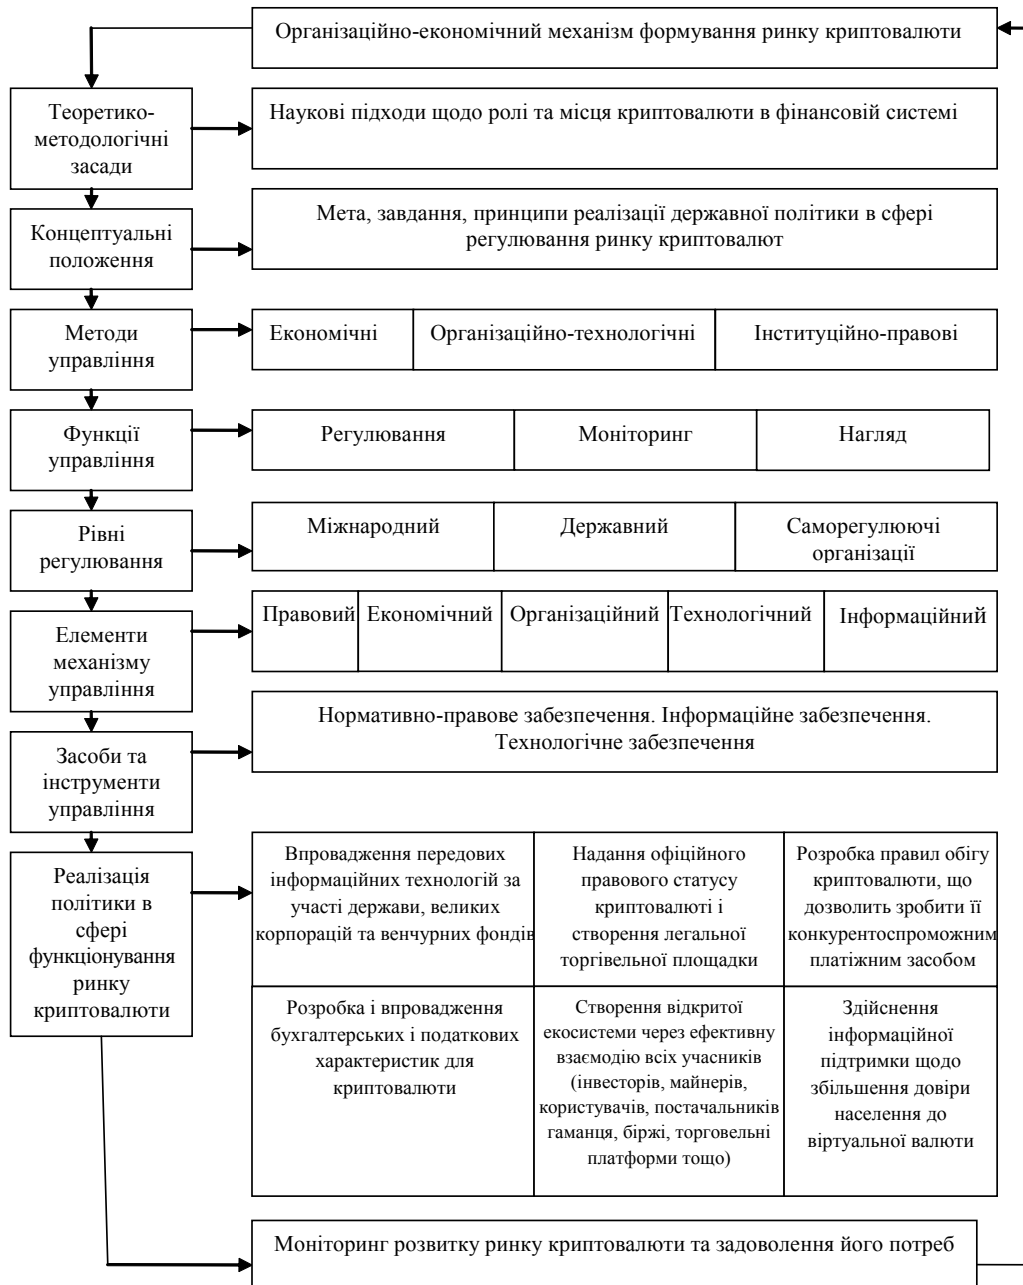 Організаційно-економічний механізм формування ринку криптовалюти
Теоретико-
методологічні
засади
Наукові підходи щодо ролі та місця криптовалюти в фінансовій системі
Концептуальні
положення
Мета, завдання, принципи реалізації державної політики в сфері
регулювання ринку криптовалют
Методи
управління
Економічні
Організаційно-технологічні
Інституційно-правові
Функції
управління
Регулювання
Моніторинг
Нагляд
Рівні
регулювання
Міжнародний
Державний
Саморегулюючі
організації
Елементи
механізму
управління
Правовий
Економічний
Організаційний
Технологічний
Інформаційний
Засоби та
інструменти
управління
Нормативно-правове забезпечення. Інформаційне забезпечення.
Технологічне забезпечення
Реалізація
політики в
сфері
функціонування
ринку
криптовалюти
Впровадження передових
інформаційних технологій за
участі держави, великих
корпорацій та венчурних фондів
Надання офіційного
правового статусу
криптовалюті і
створення легальної
торгівельної площадки
Розробка правил обігу
криптовалюти, що
дозволить зробити її
конкурентоспроможним
платіжним засобом
Розробка і впровадження
бухгалтерських і податкових
характеристик для
криптовалюти
Створення відкритої
екосистеми через ефективну
взаємодію всіх учасників
(інвесторів, майнерів,
користувачів, постачальників
гаманця, біржі, торговельні
платформи тощо)
Здійснення
інформаційної
підтримки щодо
збільшення довіри
населення до
віртуальної валюти
Моніторинг розвитку ринку криптовалюти та задоволення його потреб